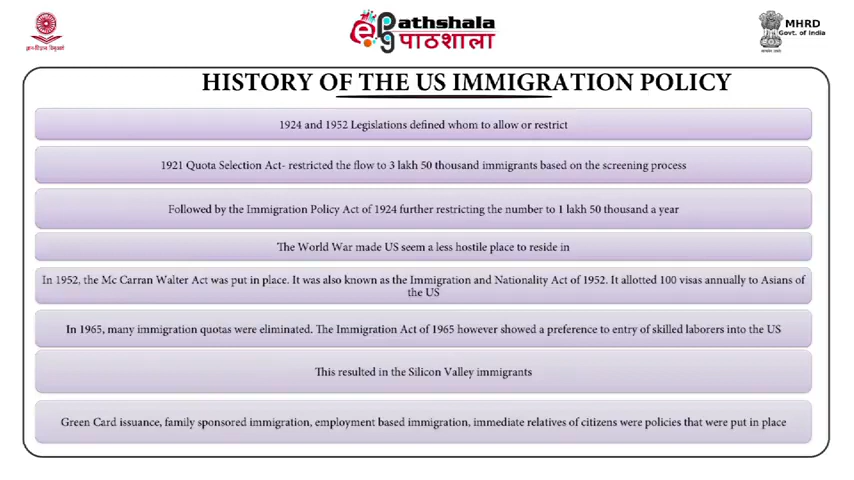 ज्ञान-विज्ञान विमुक्तये
Pathshala
पाठशाला
MHRD
Govt. of India
HISTORY OF THE US IMMIGRATION POLICY
1924 and 1952 Legislations defined whom to allow or restrict
1921 Quota Selection Act- restricted the flow to 3 lakh 50 thousand immigrants based on the screening process
Followed by the Immigration Policy Act of 1924 further restricting the number to 1 lakh 50 thousand a year
The World War made US seem a less hostile place to reside in
In 1952, the Mc Carran Walter Act was put in place. It was also known as the Immigration and Nationality Act of 1952. It allotted 100 visas annually to Asians of
the US
In 1965, many immigration quotas were eliminated. The Immigration Act of 1965 however showed a preference to entry of skilled laborers into the US
This resulted in the Silicon Valley immigrants
Green Card issuance, family sponsored immigration, employment based immigration, immediate relatives of citizens were policies that were put in place